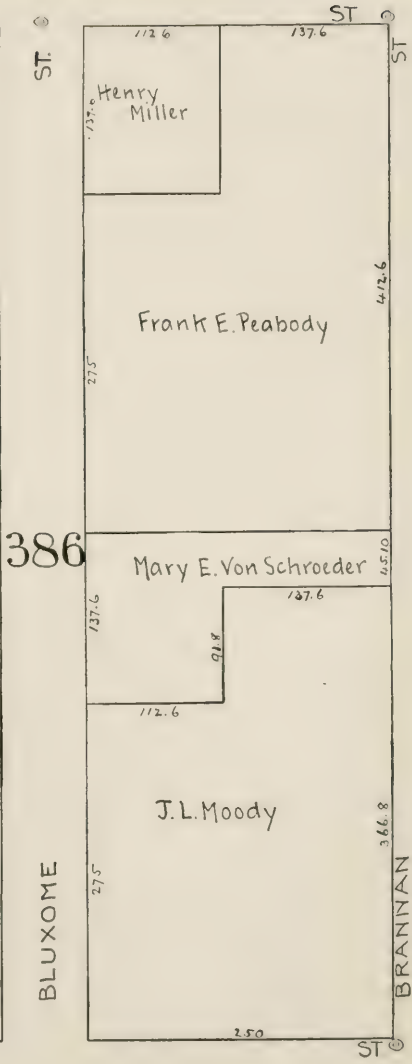 ST
112.6
137.6
ST.
ST
137.6
Henry
Miller
412.6
Frank E. Peabody
275
386
Mary E. Von Schroeder
45.10
137.6
137.6
91.8
112.6
J.L. Moody
366.8
275
BLUXOME
BRANNAN
250
ST